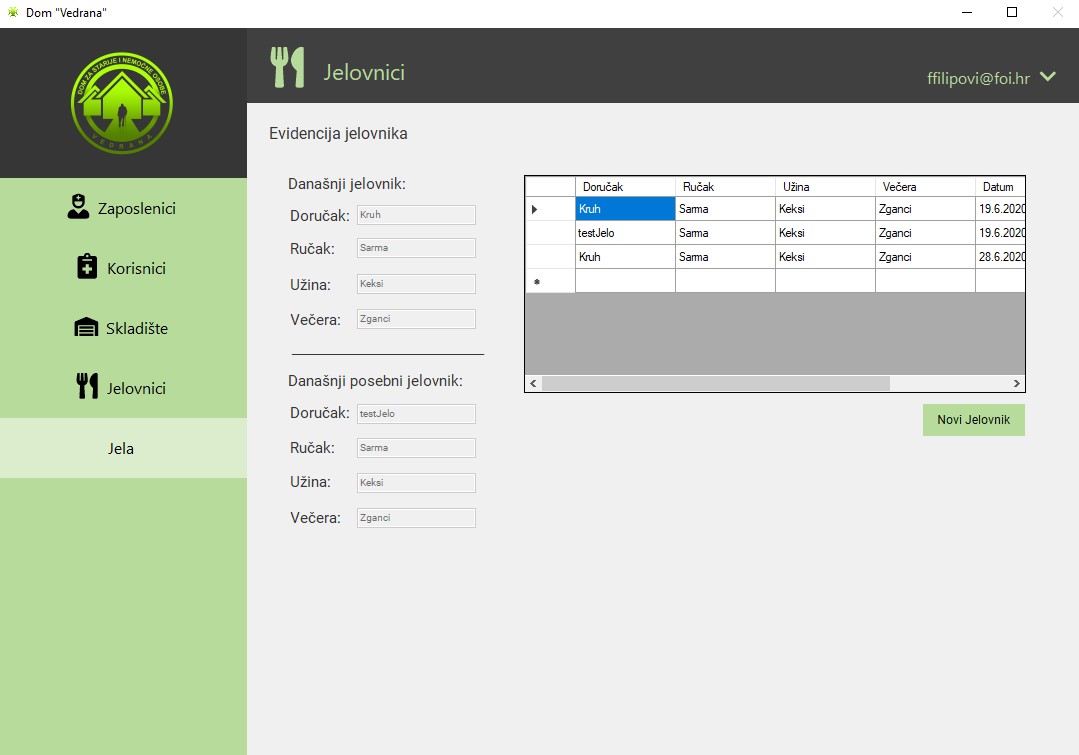 Dom "Vedrana"
DOM ZA STARIJE I NEMOĆNE OSOBE
VEDRANA
Jelovnici
ffilipovi@foi.hr
Zaposlenici
Korisnici
Skladište
Jelovnici
Jela
Evidencija jelovnika
Današnji jelovnik:
Doručak: Kruh
Ručak: Sarma
Užina: Keksi
Večera: Zganci
Današnji posebni jelovnik:
Doručak: testJelo
Ručak: Sarma
Užina: Keksi
Večera: Zganci
Doručak Ručak Užina Večera Datum
Kruh Sarma Keksi Zganci 19.6.2020
testJelo Sarma Keksi Zganci 19.6.2020
Kruh Sarma Keksi Zganci 28.6.2020
Novi Jelovnik